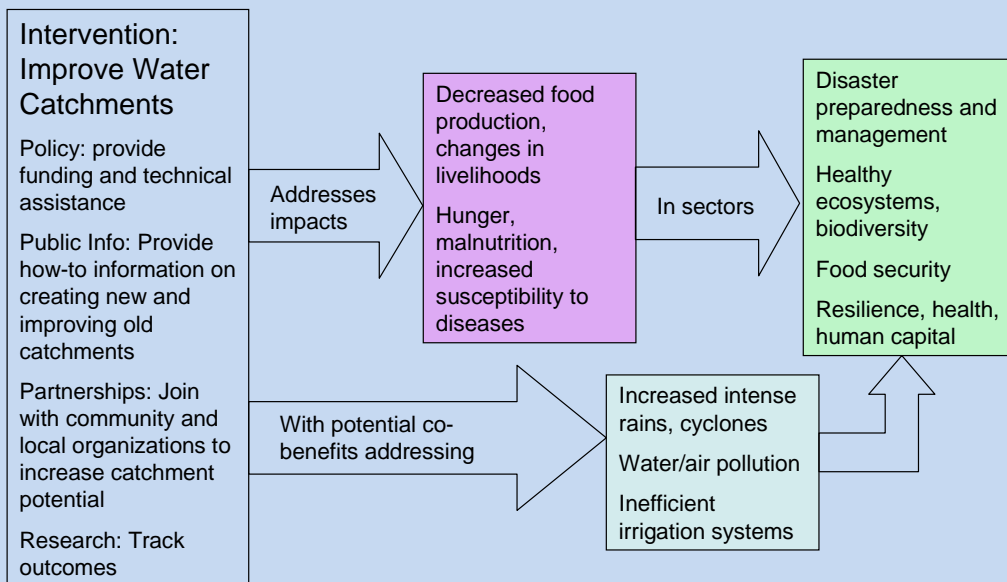 Intervention:
Improve Water
Catchments
Policy: provide
funding and technical
assistance
Public Info: Provide
how-to information on
creating new and
improving old
catchments
Partnerships: Join
with community and
local organizations to
increase catchment
potential
Research: Track
outcomes
Addresses
impacts
Decreased food
production,
changes in
livelihoods
Hunger,
malnutrition,
increased
susceptibility to
diseases
In sectors
Disaster
preparedness and
management
Healthy
ecosystems,
biodiversity
Food security
Resilience, health,
human capital
With potential co-
benefits addressing
Increased intense
rains, cyclones
Water/air pollution
Inefficient
irrigation systems